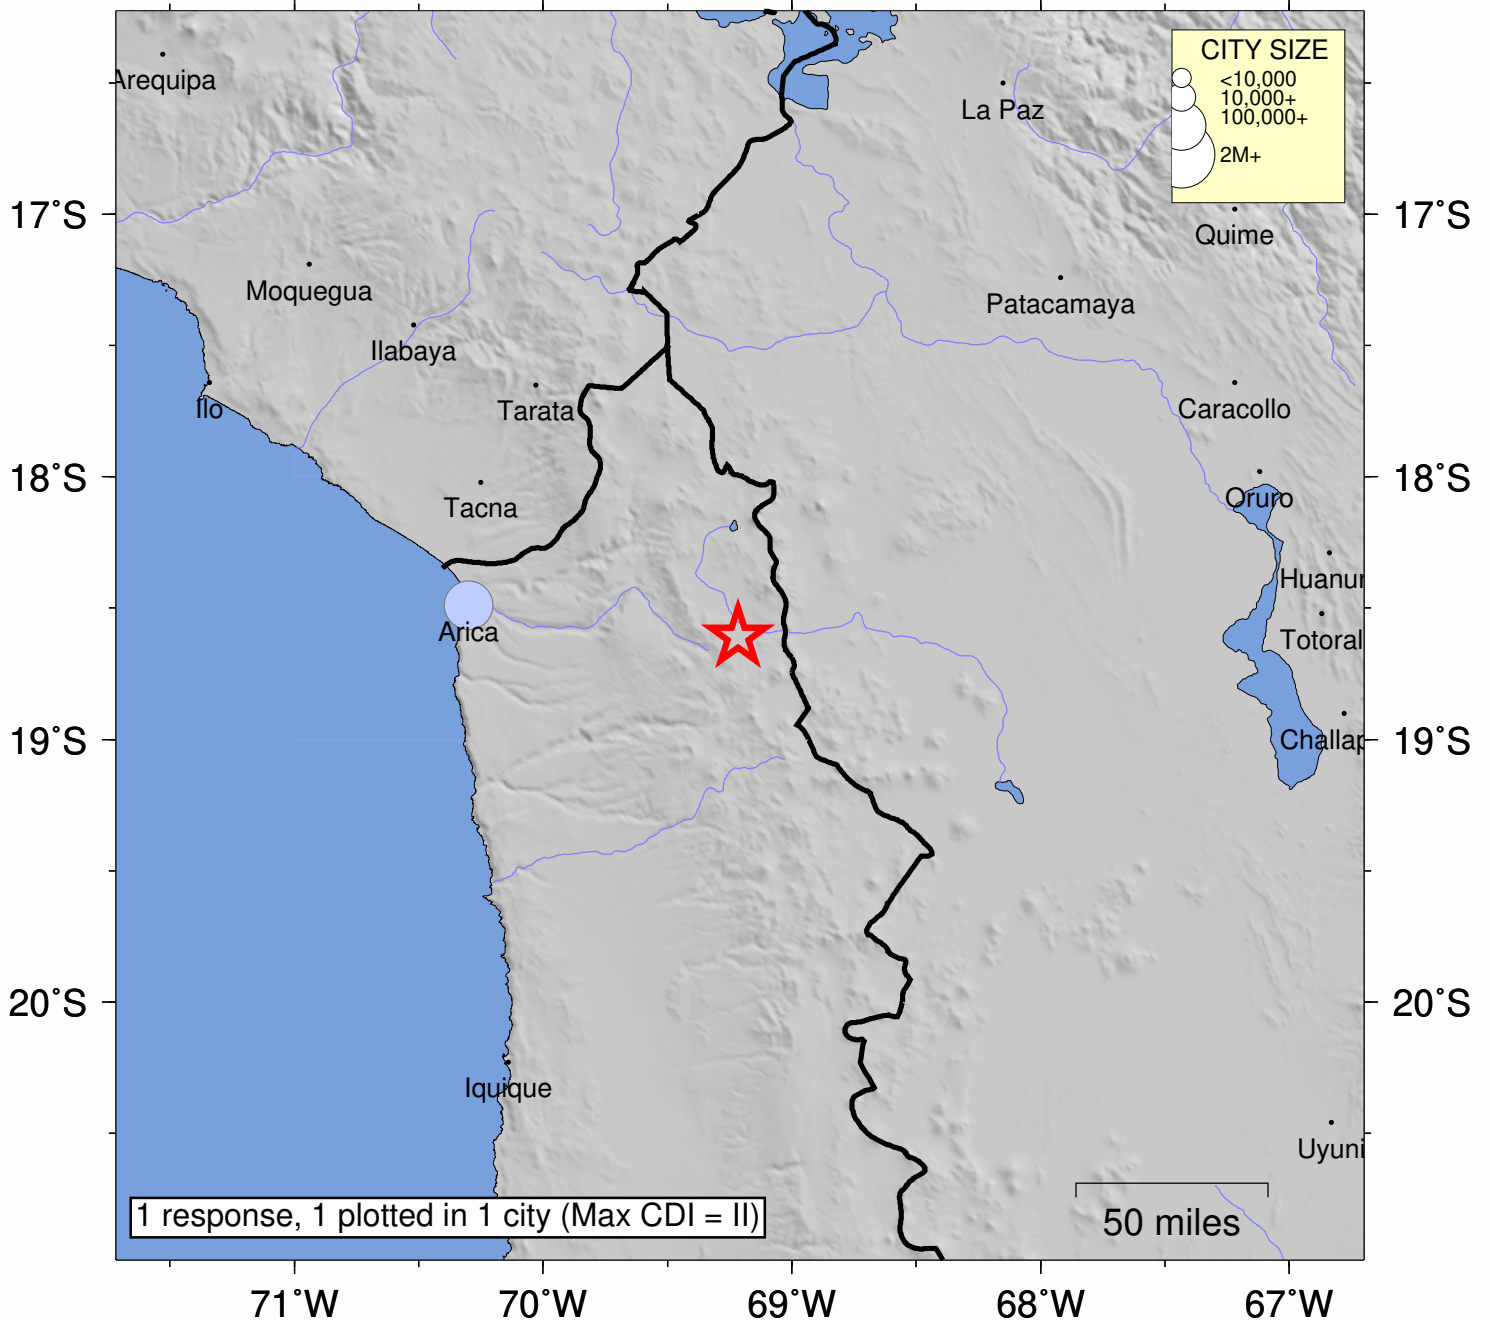 CITY SIZE
<10,000
10,000+
100,000+
2M+
Arequipa
La Paz
17°S
17°S
Quime
Moquegua
Patacamaya
Ilabaya
Ilo
Tarata
Caracollo
18°S
18°S
Tacna
Oruro
Huanur
Arica
Totoral
19°S
Challap
19°S
20°S
20°S
Iquique
Uyuni
1 response, 1 plotted in 1 city (Max CDI = II)
50 miles
71°W
70°W
69°W
68°W
67°W